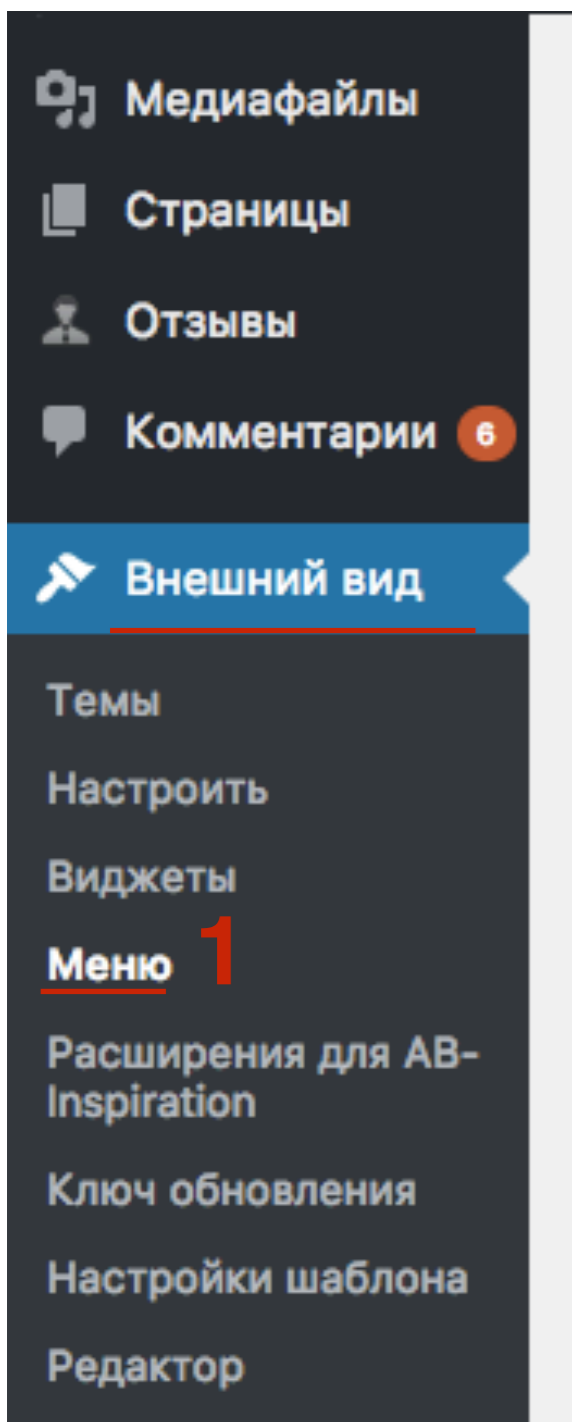 Медиафайлы
Страницы
Отзывы
Комментарии 6
Внешний вид
Темы
Настроить
Виджеты
Меню 1
Расширения для AB-
Inspiration
Ключ обновления
Настройки шаблона
Редактор